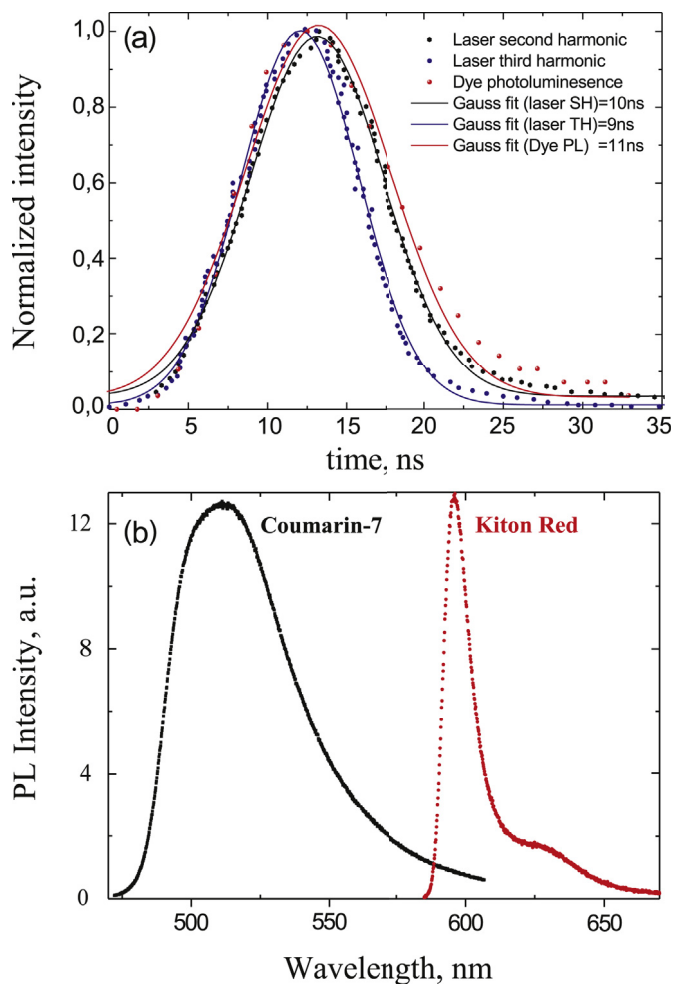 (a)
Laser second harmonic
Laser third harmonic
Dye photoluminesence
Gauss fit (laser SH)=10ns
Gauss fit (laser TH)=9ns
Gauss fit (Dye PL) =11ns
Normalized intensity
1,0
0,8
0,6
0,4
0,2
0,0
0 5 10 15 20 25 30 35
time, ns
(b)
Coumarin-7
Kiton Red
PL Intensity, a.u.
12
8
4
0
500 550 600 650
Wavelength, nm